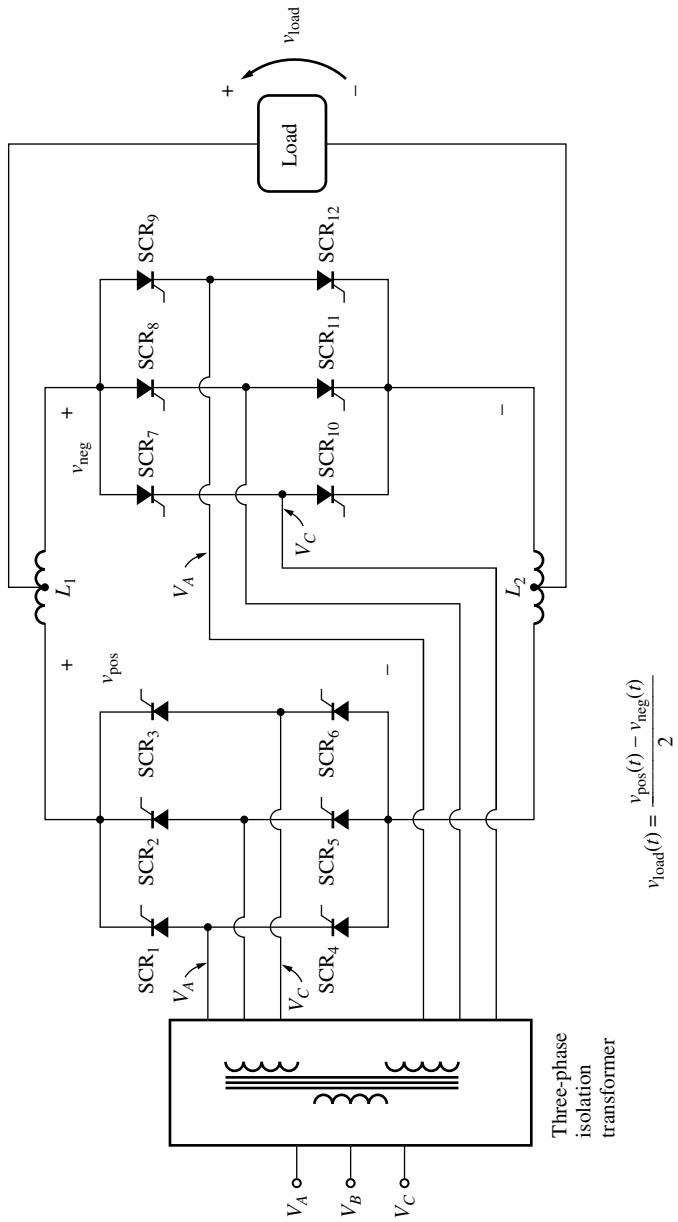 V_A
V_B
V_C
Three-phase
isolation
transformer
V_A
V_C
SCR_1
SCR_2
SCR_3
SCR_4
SCR_5
SCR_6
+
v_pos
−
L_1
L_2
V_A
V_C
+
v_neg
−
SCR_7
SCR_8
SCR_9
SCR_10
SCR_11
SCR_12
Load
+
v_load
−
v_load(t) = v_pos(t) − v_neg(t) / 2